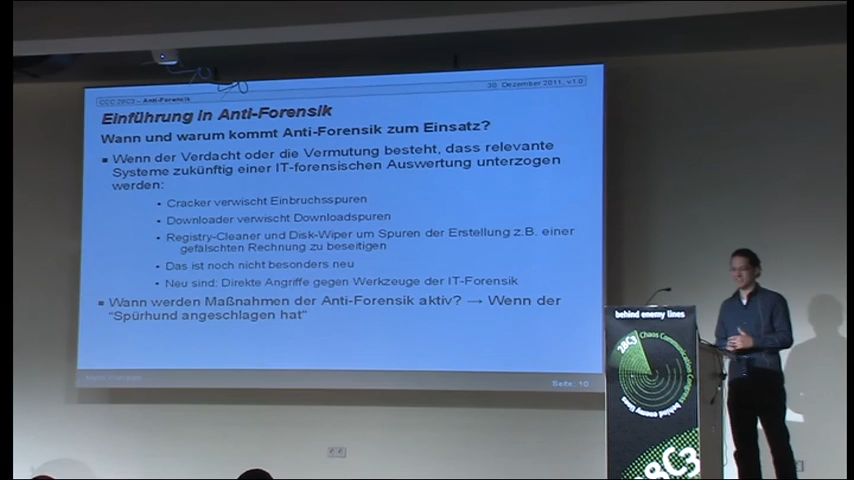 CCC 28C3 – Anti-Forensik
30. Dezember 2011, v1.0
Einführung in Anti-Forensik
Wann und warum kommt Anti-Forensik zum Einsatz?
▪ Wenn der Verdacht oder die Vermutung besteht, dass relevante
Systeme zukünftig einer IT-forensischen Auswertung unterzogen
werden:
▪ Cracker verwischt Einbruchsspuren
▪ Downloader verwischt Downloadspuren
▪ Registry-Cleaner und Disk-Wiper um Spuren der Erstellung z.B. einer
gefälschten Rechnung zu beseitigen
▪ Das ist noch nicht besonders neu
▪ Neu sind: Direkte Angriffe gegen Werkzeuge der IT-Forensik
▪ Wann werden Maßnahmen der Anti-Forensik aktiv? → Wenn der
"Spürhund angeschlagen hat"
Seite: 10
behind enemy lines
28C3 Chaos Communication Congress
behind enemy lines
28C3